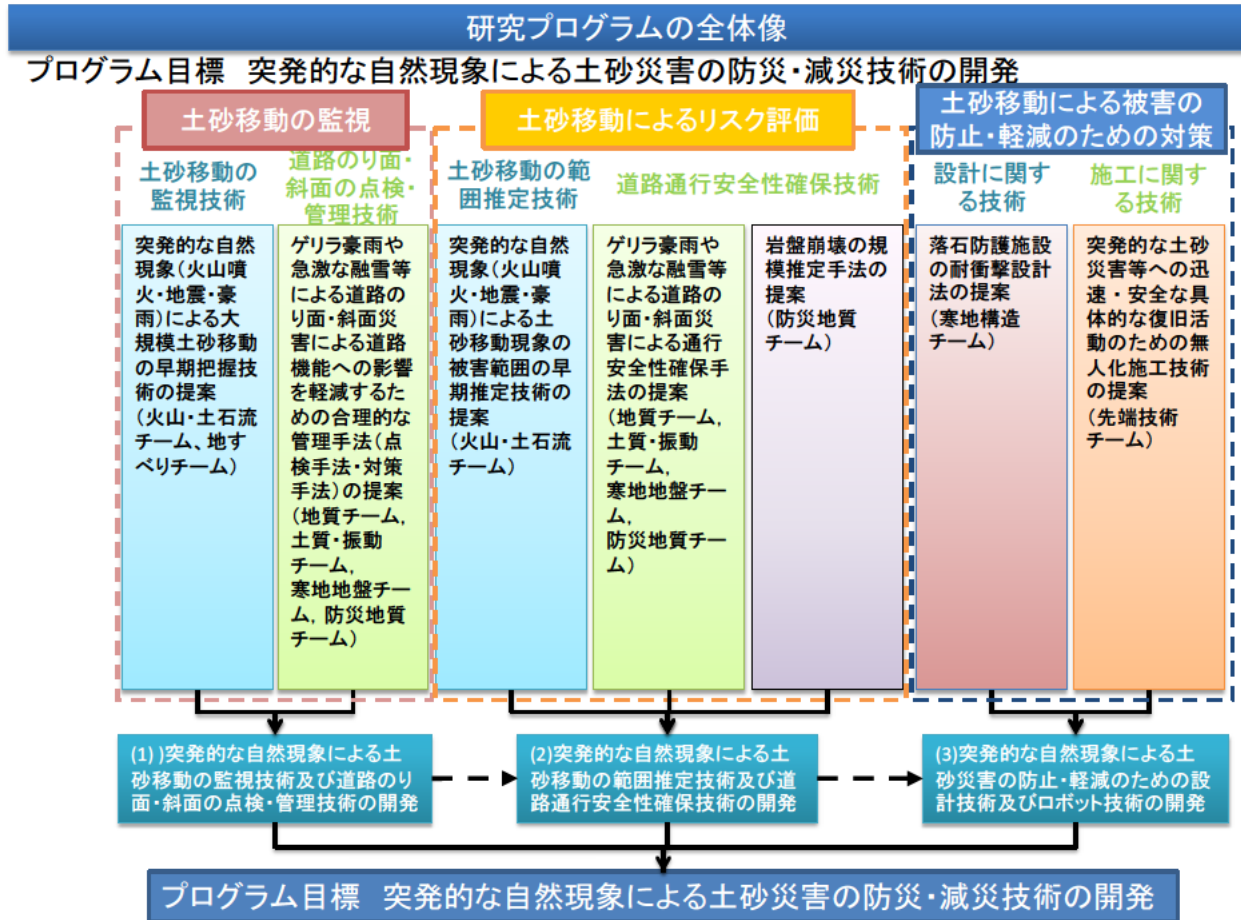 研究プログラムの全体像
プログラム目標 突発的な自然現象による土砂災害の防災・減災技術の開発
土砂移動の監視
土砂移動の
監視技術
道路のり面・
斜面の点検・
管理技術
突発的な自然
現象(火山噴
火・地震・豪
雨)による大
規模土砂移動
の早期把握技
術の提案
(火山・土石流
チーム、地す
べりチーム)
ゲリラ豪雨や
急激な融雪等
による道路の
り面・斜面災
害による道路
機能への影響
を軽減するた
めの合理的な
管理手法(点
検手法・対策
手法)の提案
(地質チーム,
土質・振動
チーム,
寒地地盤チー
ム, 防災地質
チーム)
土砂移動によるリスク評価
土砂移動の範
囲推定技術
道路通行安全性確保技術
突発的な自然
現象(火山噴
火・地震・豪
雨)による土
砂移動現象の
被害範囲の早
期推定技術の
提案
(火山・土石流
チーム)
ゲリラ豪雨や
急激な融雪等
による道路の
り面・斜面災
害による通行
安全性確保手
法の提案
(地質チーム,
土質・振動
チーム,
寒地地盤チー
ム,
防災地質チー
ム)
岩盤崩壊の規
模推定手法の
提案
(防災地質
チーム)
土砂移動による被害の
防止・軽減のための対策
設計に関す
る技術
施工に関す
る技術
落石防護施設
の耐衝撃設計
法の提案
(寒地構造
チーム)
突発的な土砂
災害等への迅
速・安全な具
体的な復旧活
動のための無
人化施工技術
の提案
(先端技術
チーム)
(1) )突発的な自然現象による土
砂移動の監視技術及び道路のり
面・斜面の点検・管理技術の開発
(2)突発的な自然現象による土
砂移動の範囲推定技術及び道
路通行安全性確保技術の開発
(3)突発的な自然現象による土
砂災害の防止・軽減のための設
計技術及びロボット技術の開発
プログラム目標 突発的な自然現象による土砂災害の防災・減災技術の開発